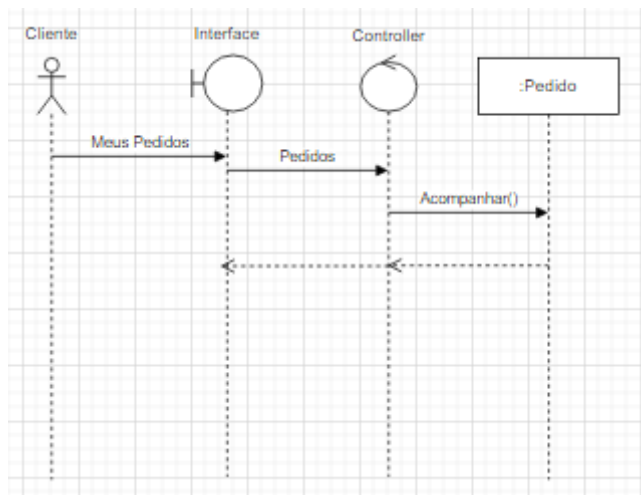 Cliente
Interface
Controller
:Pedido
Meus Pedidos
Pedidos
Acompanhar()